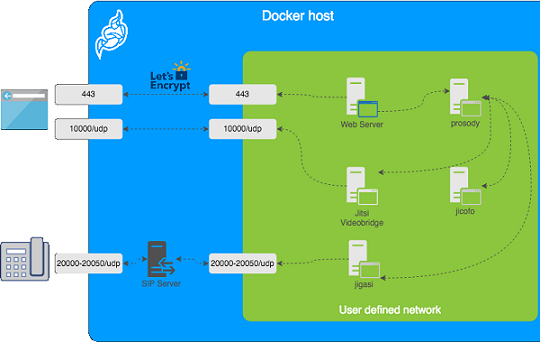 Docker host
Let's
Encrypt
443
443
Web Server
prosody
10000/udp
10000/udp
Jitsi
Videobridge
jicofo
20000-20050/udp
SIP Server
20000-20050/udp
jigasi
User defined network